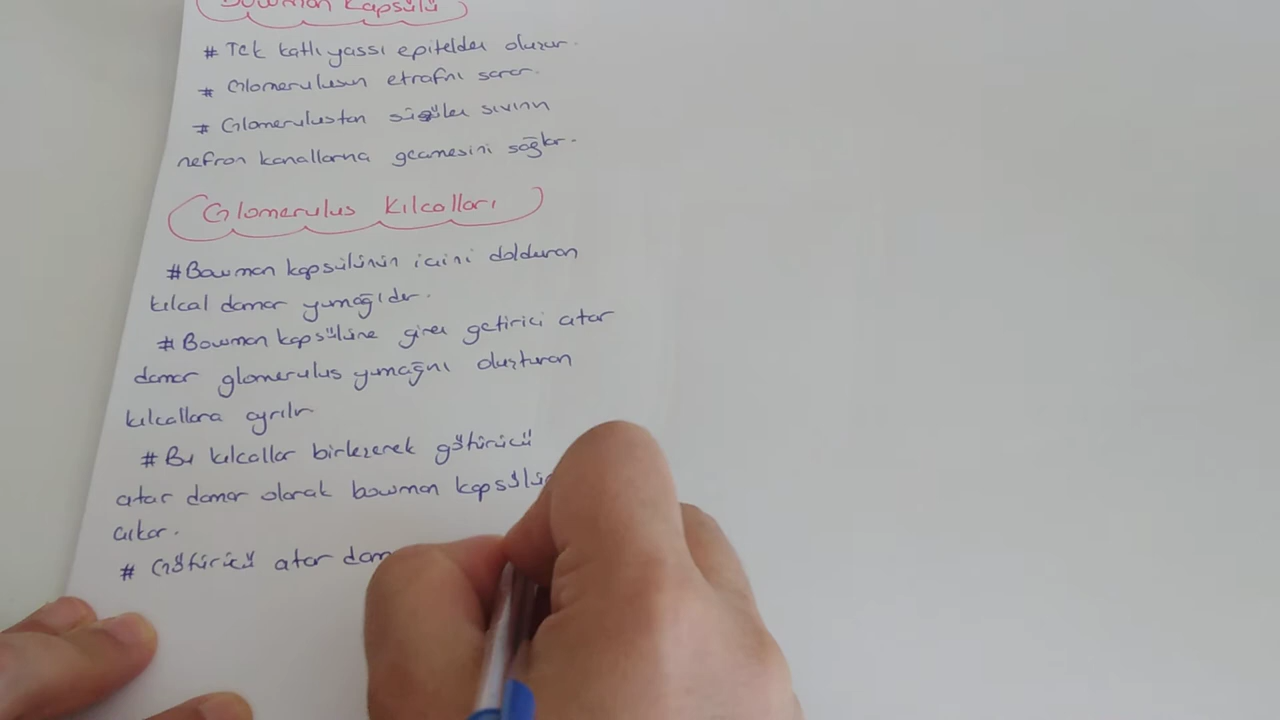 Bowman Kapsülü
# Tek katlı yassı epitelden oluşur.
# Glomerulusun etrafını sarar.
# Glomerulustan süzülen sıvının
nefron kanallarına geçmesini sağlar.
Glomerulus Kılcalları
# Bowman kapsülünün içini dolduran
kılcal damar yumağıdır.
# Bowman kapsülüne giren getirici atar
damar glomerulus yumağını oluşturan
kılcallara ayrılır
# Bu kılcallar birleşerek götürücü
atar damar olarak bowman
çıkar.
# Götürücü atar